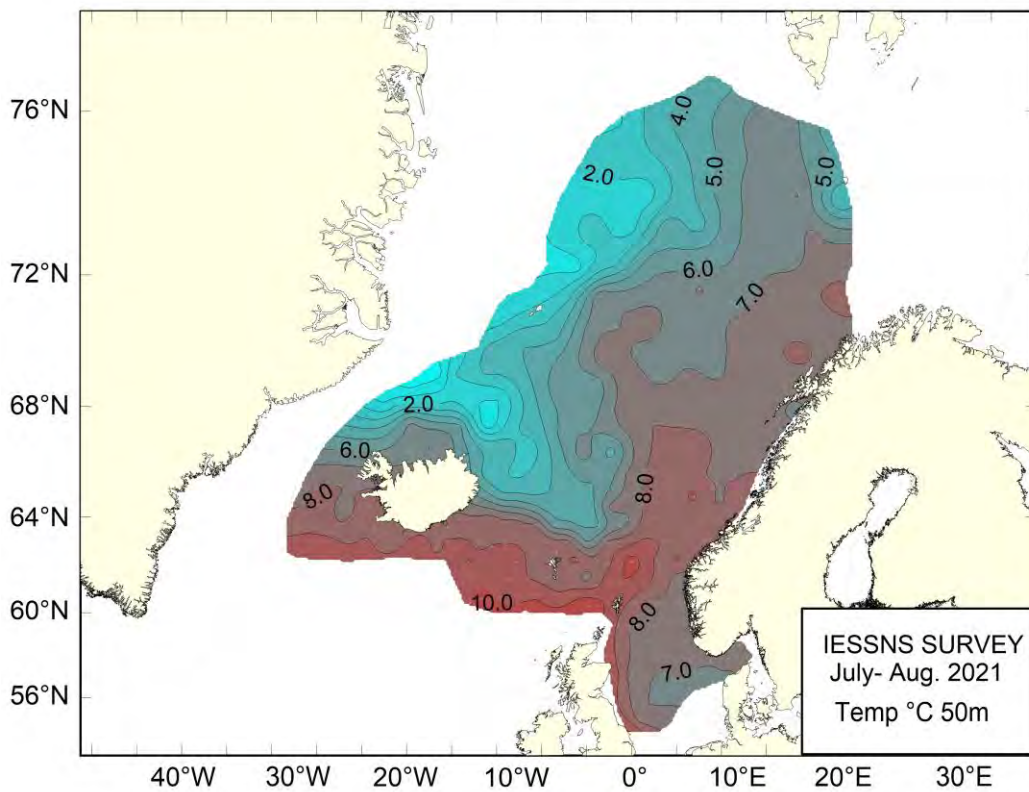 76°N
72°N
68°N
64°N
60°N
56°N
4.0
2.0
5.0
5.0
6.0
7.0
2.0
6.0
8.0
8.0
10.0
8.0
7.0
IESSNS SURVEY
July- Aug. 2021
Temp °C 50m
40°W
30°W
20°W
10°W
0°
10°E
20°E
30°E